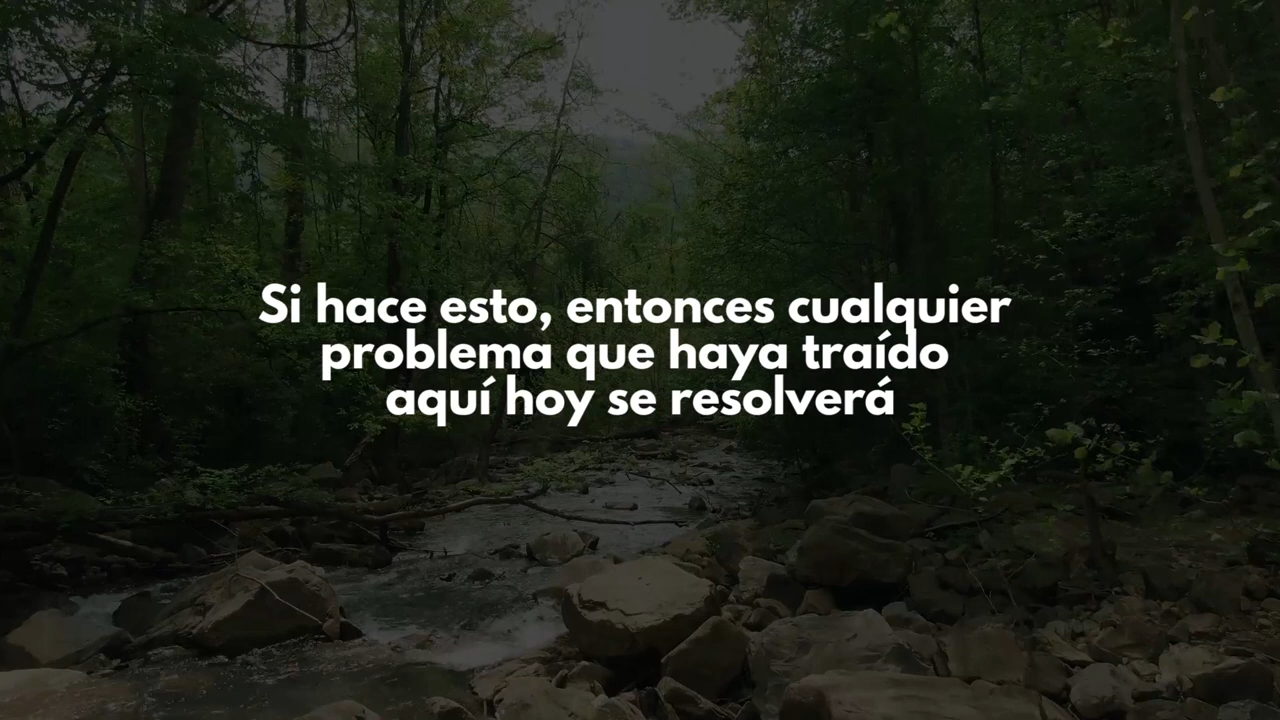 Si hace esto, entonces cualquier
problema que haya traído
aquí hoy se resolverá